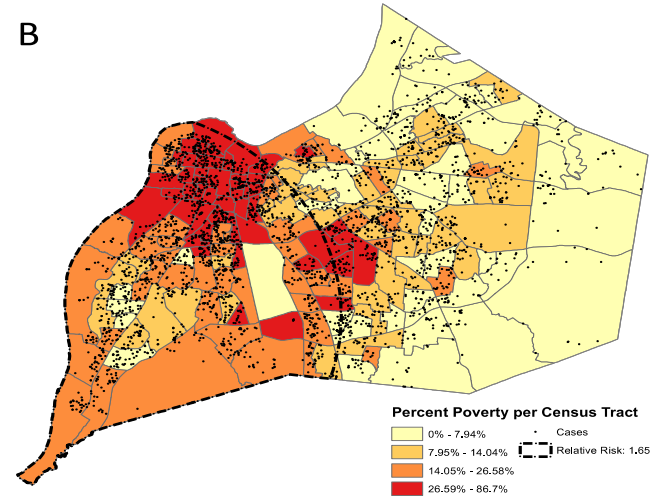 B
Percent Poverty per Census Tract
0% - 7.94%
7.95% - 14.04%
14.05% - 26.58%
26.59% - 86.7%
Cases
Relative Risk: 1.65